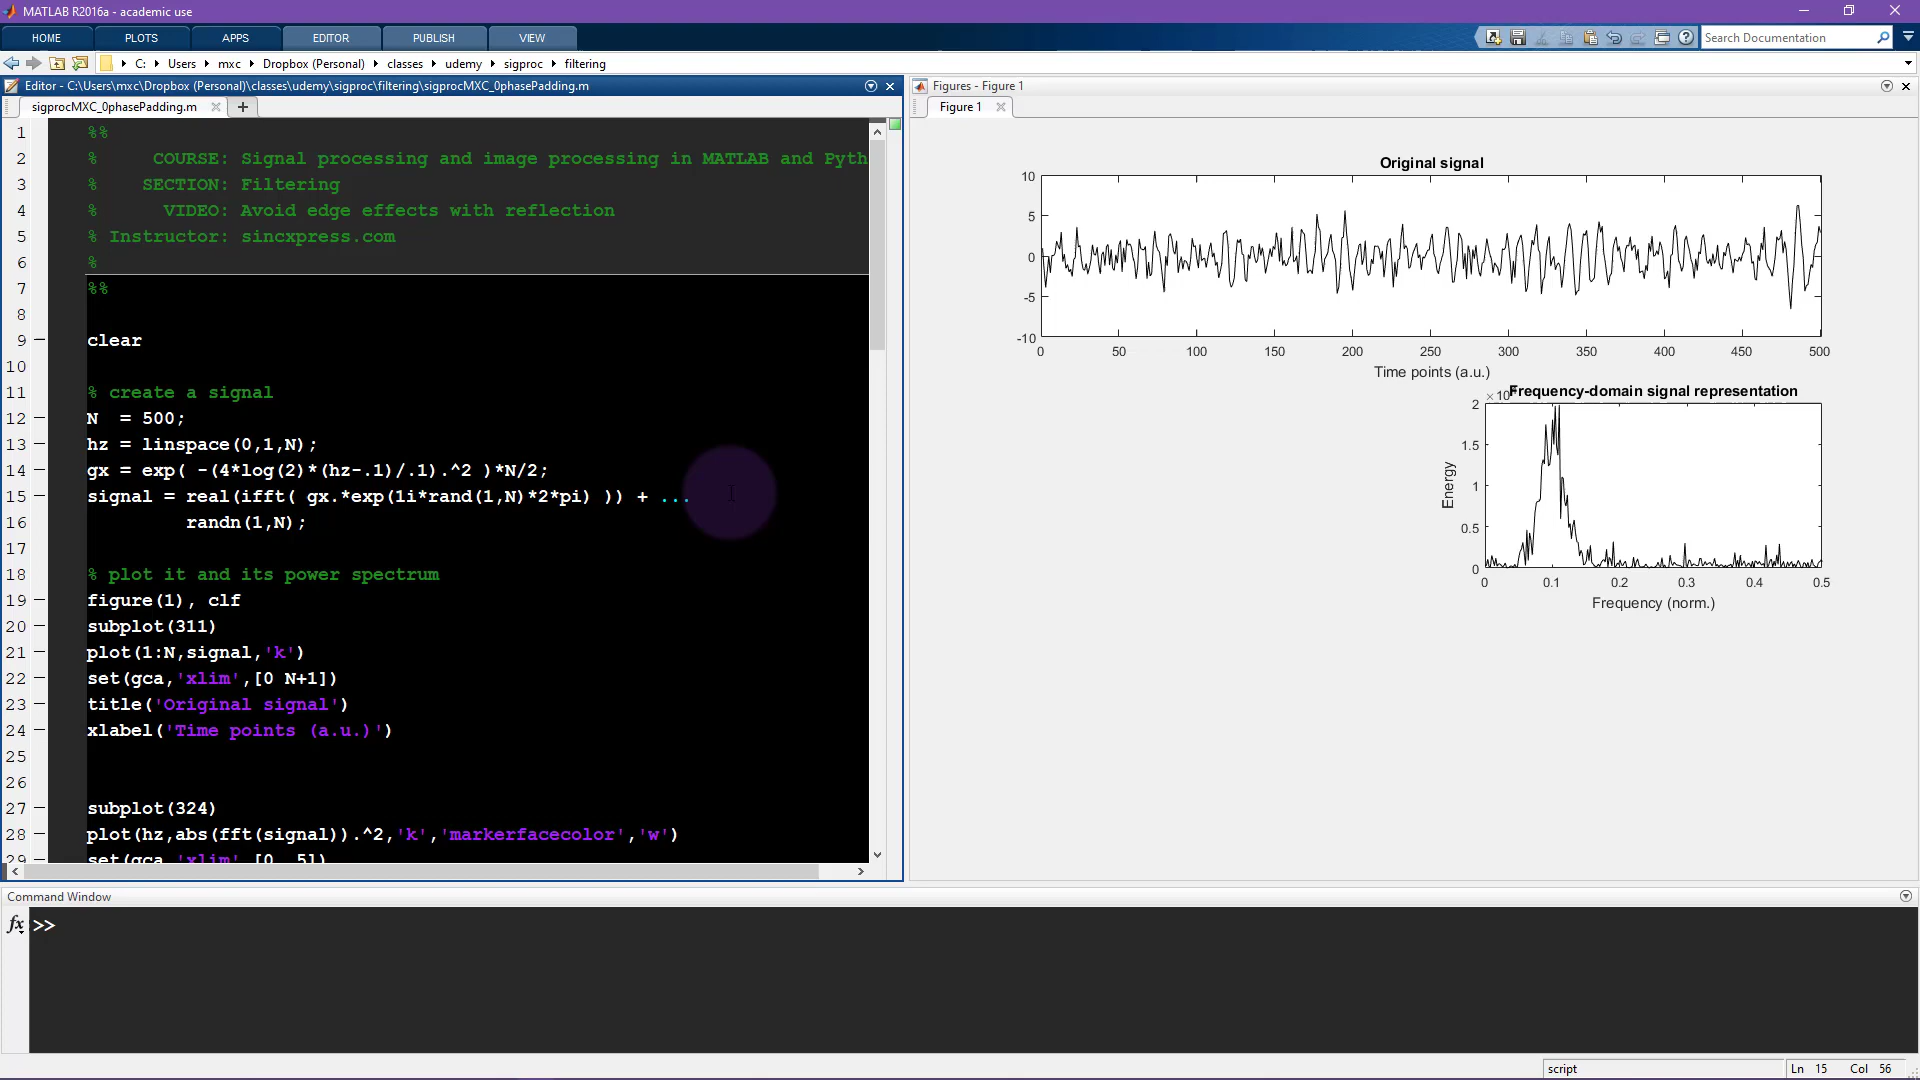 MATLAB R2016a - academic use
HOME PLOTS APPS EDITOR PUBLISH VIEW
Search Documentation
C: Users mxc Dropbox (Personal) classes udemy sigproc filtering
Editor - C:\Users\mxc\Dropbox (Personal)\classes\udemy\sigproc\filtering\sigprocMXC_0phasePadding.m
sigprocMXC_0phasePadding.m
1 %%
2 % COURSE: Signal processing and image processing in MATLAB and Pyth
3 % SECTION: Filtering
4 % VIDEO: Avoid edge effects with reflection
5 % Instructor: sincxpress.com
6 %
7 %%
8
9 clear
10
11 % create a signal
12 N = 500;
13 hz = linspace(0,1,N);
14 gx = exp( -(4*log(2)*(hz-.1)/.1).^2 )*N/2;
15 signal = real(ifft( gx.*exp(1i*rand(1,N)*2*pi) )) + ...
16 randn(1,N);
17
18 % plot it and its power spectrum
19 figure(1), clf
20 subplot(311)
21 plot(1:N,signal,'k')
22 set(gca,'xlim',[0 N+1])
23 title('Original signal')
24 xlabel('Time points (a.u.)')
25
26
27 subplot(324)
28 plot(hz,abs(fft(signal)).^2,'k','markerfacecolor','w')
29 set(gca,'xlim',[0 .5])
Figures - Figure 1
Figure 1
Original signal
10
5
0
-5
-10
0 50 100 150 200 250 300 350 400 450 500
Time points (a.u.)
Frequency-domain signal representation
2
1.5
1
0.5
0
Energy
0 0.1 0.2 0.3 0.4 0.5
Frequency (norm.)
Command Window
fx >>
script
Ln 15 Col 56